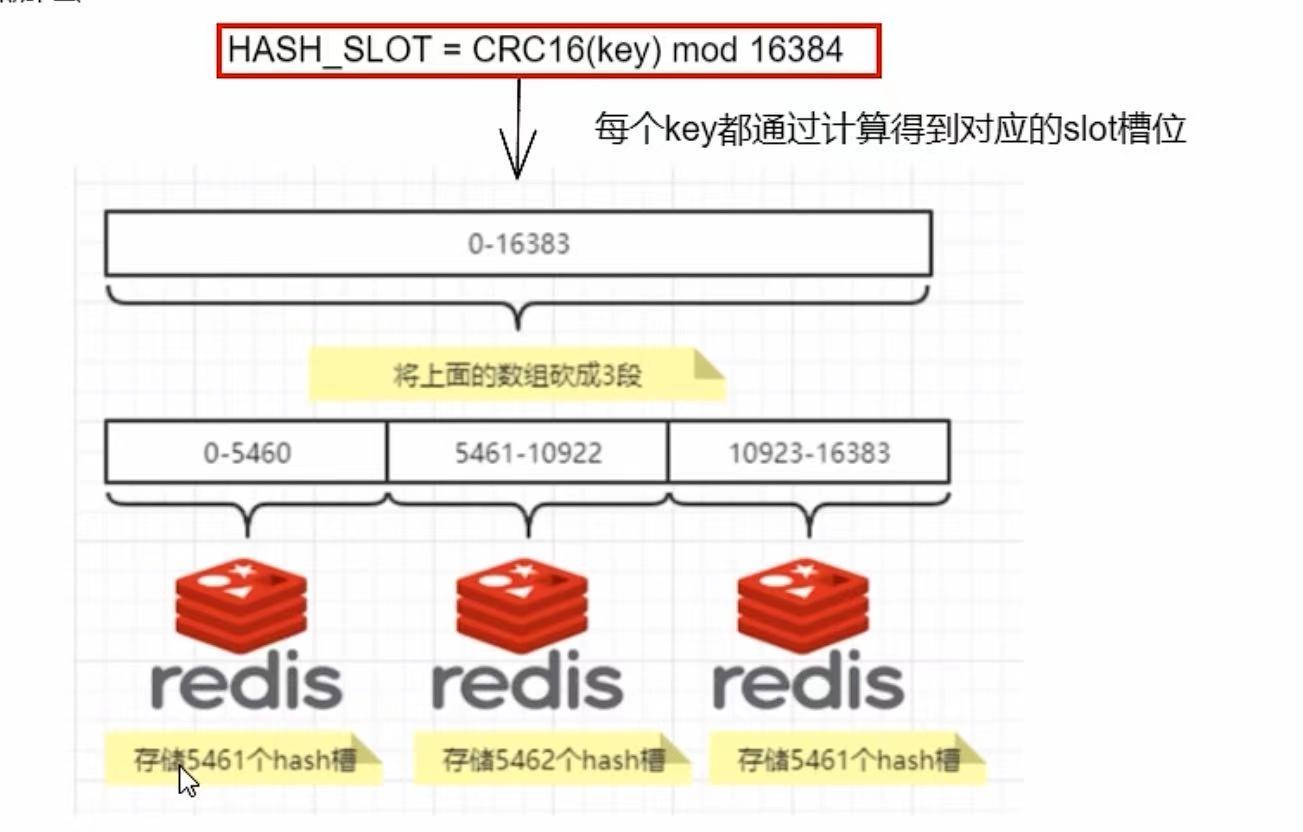 HASH_SLOT = CRC16(key) mod 16384
每个key都通过计算得到对应的slot槽位
0-16383
将上面的数组砍成3段
0-5460
5461-10922
10923-16383
redis
redis
redis
存储5461个hash槽
存储5462个hash槽
存储5461个hash槽